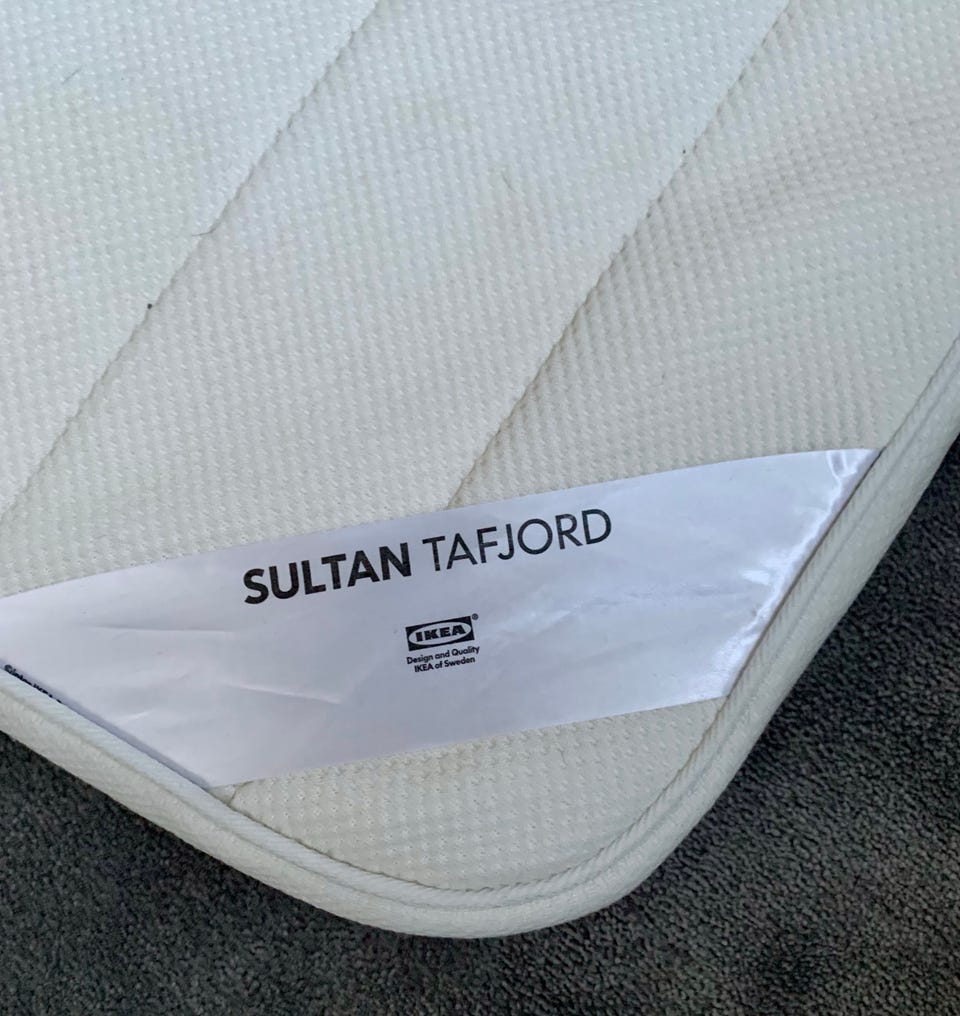 SULTAN TAFJORD
IKEA®
Design and Quality
IKEA of Sweden